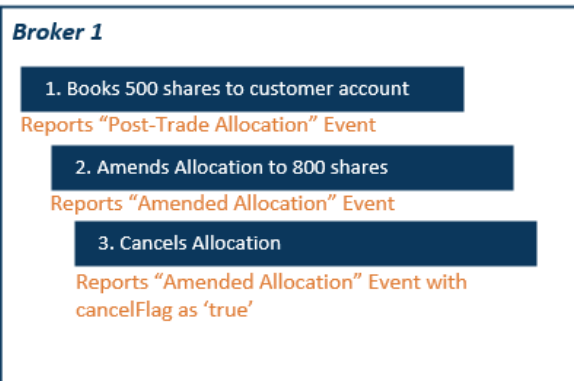 Broker 1
1. Books 500 shares to customer account
Reports “Post-Trade Allocation” Event
2. Amends Allocation to 800 shares
Reports “Amended Allocation” Event
3. Cancels Allocation
Reports “Amended Allocation” Event with
cancelFlag as ‘true’